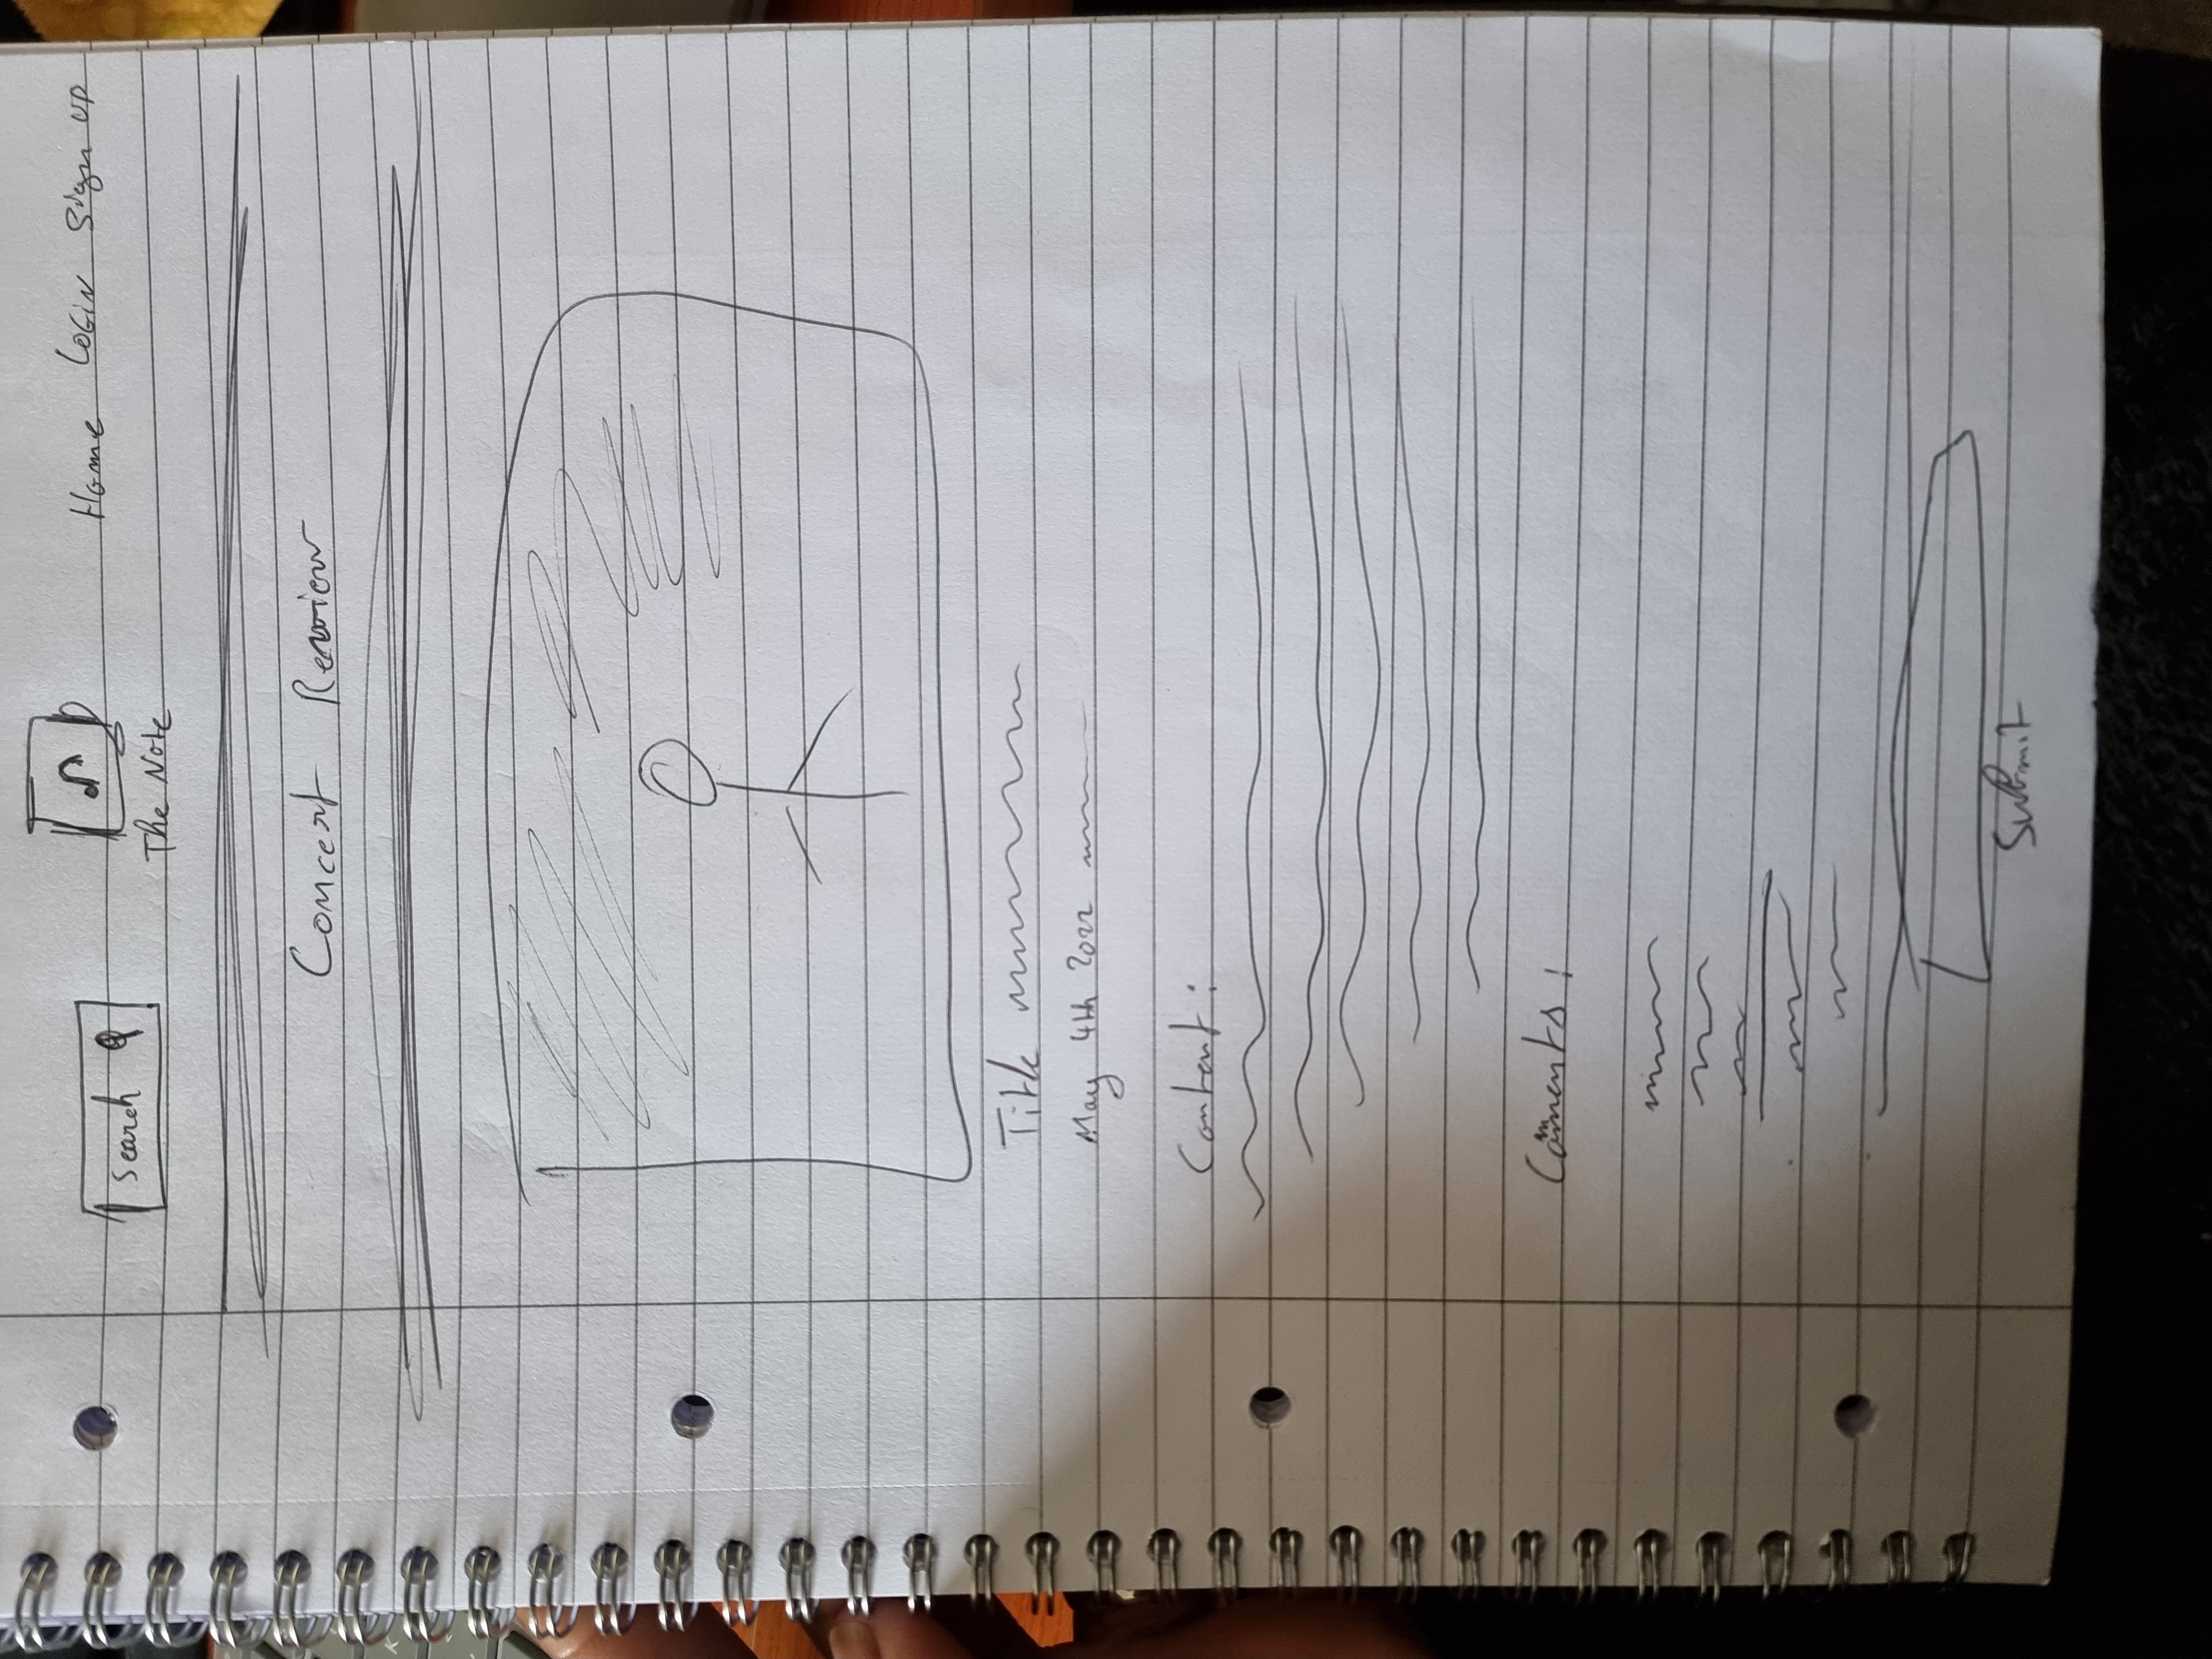 Search
The Note
Home Login Sign up
Concert Review
Title
May 4th 2022
Content:
Comments:
Submit